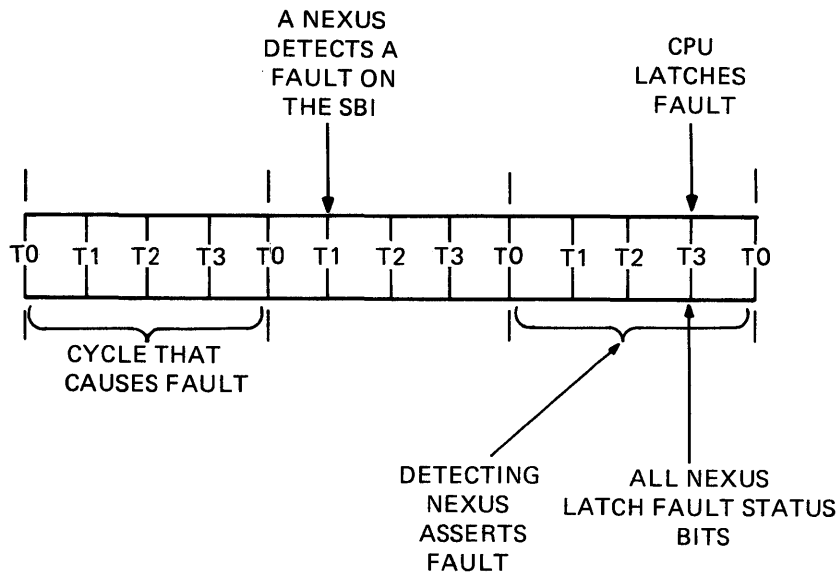 A NEXUS
DETECTS A
FAULT ON
THE SBI
CPU
LATCHES
FAULT
T0 T1 T2 T3 T0 T1 T2 T3 T0 T1 T2 T3 T0
CYCLE THAT
CAUSES FAULT
DETECTING
NEXUS
ASSERTS
FAULT
ALL NEXUS
LATCH FAULT STATUS
BITS